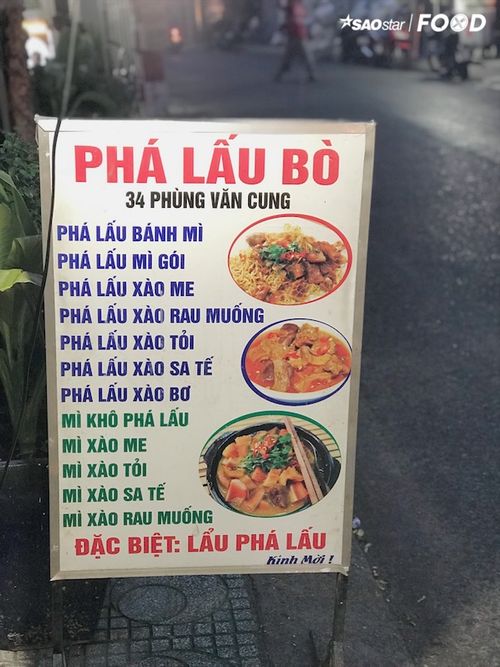 SAOstar | FOOD
PHÁ LẤU BÒ
34 PHÙNG VĂN CUNG
PHÁ LẤU BÁNH MÌ
PHÁ LẤU MÌ GÓI
PHÁ LẤU XÀO ME
PHÁ LẤU XÀO RAU MUỐNG
PHÁ LẤU XÀO TỎI
PHÁ LẤU XÀO SA TẾ
PHÁ LẤU XÀO BƠ
MÌ KHÔ PHÁ LẤU
MÌ XÀO ME
MÌ XÀO TỎI
MÌ XÀO SA TẾ
MÌ XÀO RAU MUỐNG
ĐẶC BIỆT: LẨU PHÁ LẤU
Kính Mời !